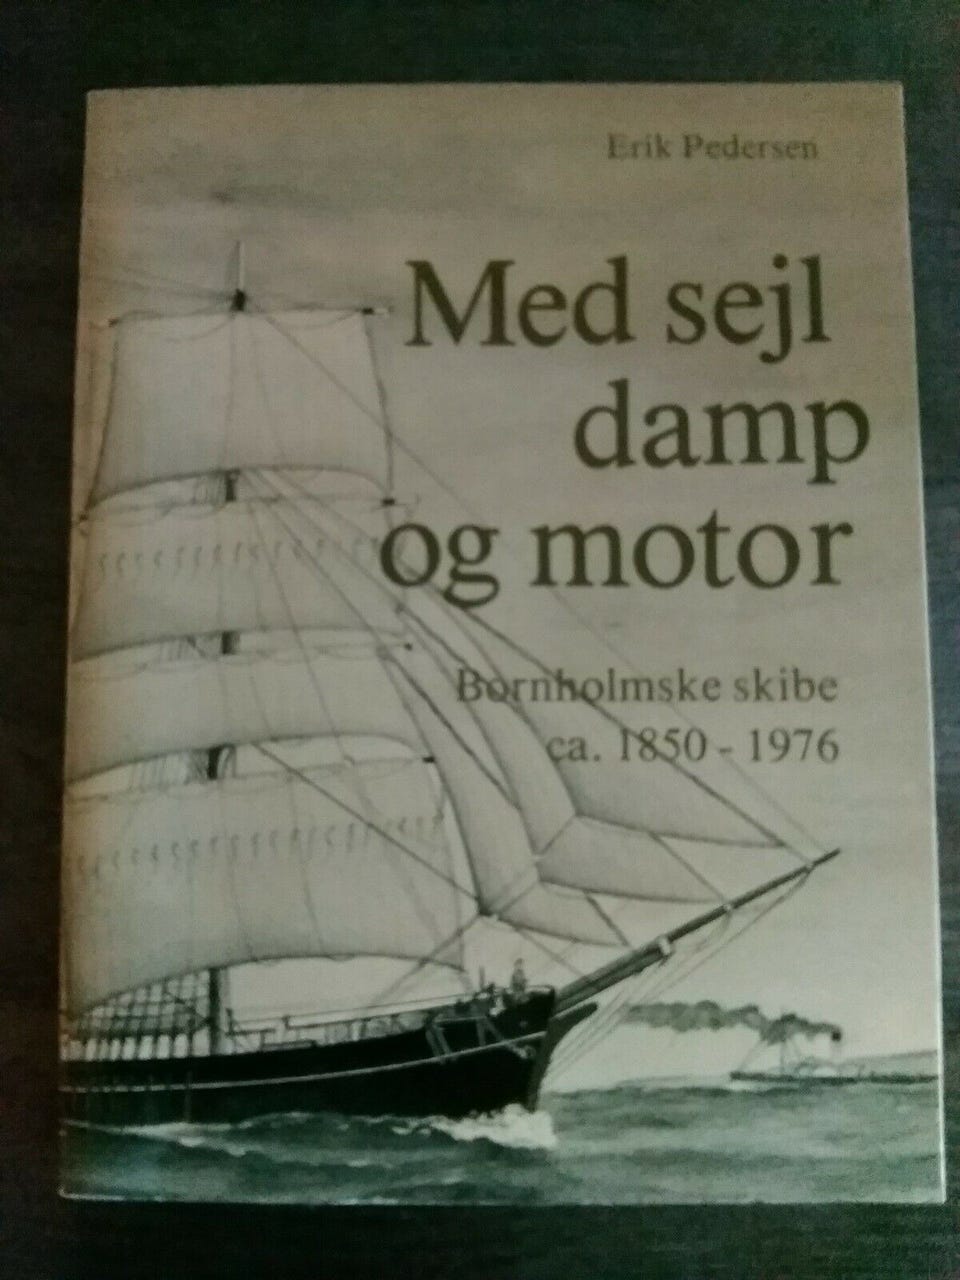 Erik Pedersen
Med sejl
damp
og motor
Bornholmske skibe
ca. 1850 - 1976